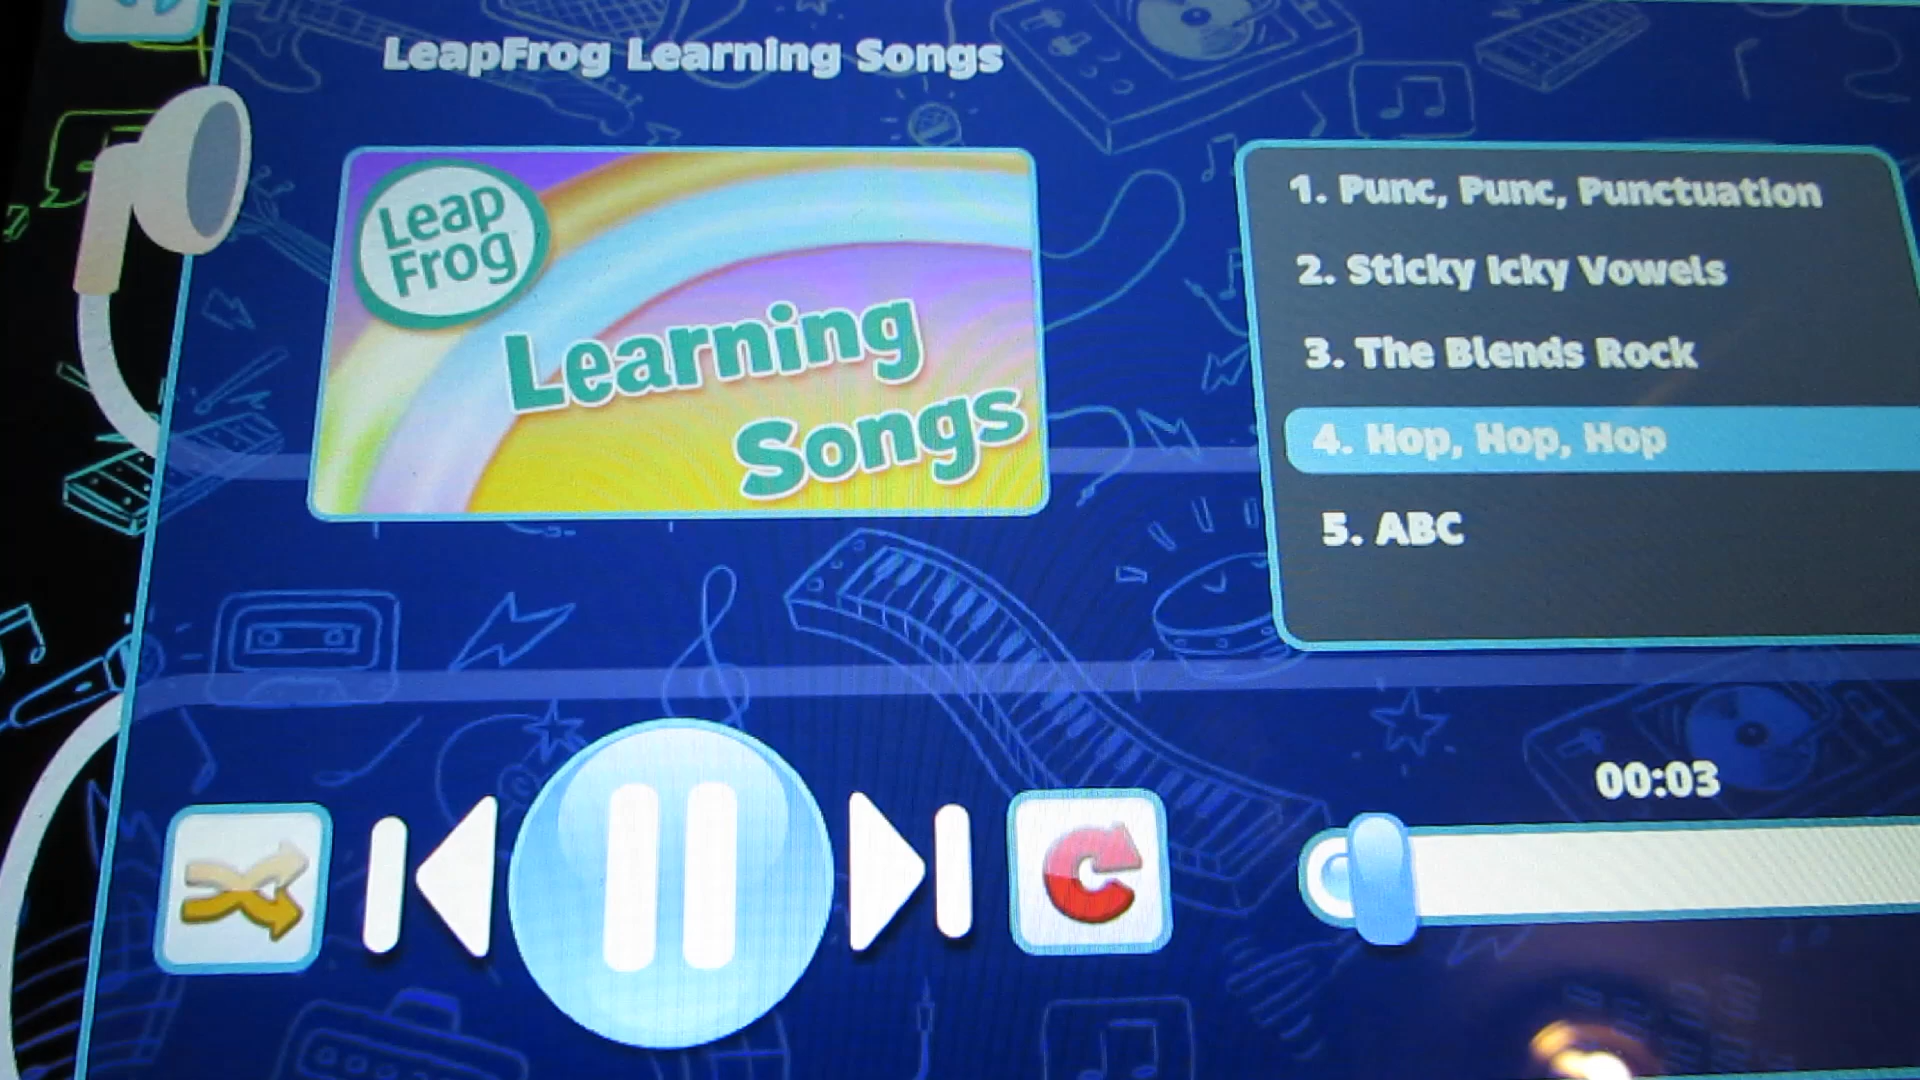 LeapFrog Learning Songs
Leap
Frog
Learning
Songs
1. Punc, Punc, Punctuation
2. Sticky Icky Vowels
3. The Blends Rock
4. Hop, Hop, Hop
5. ABC
00:03